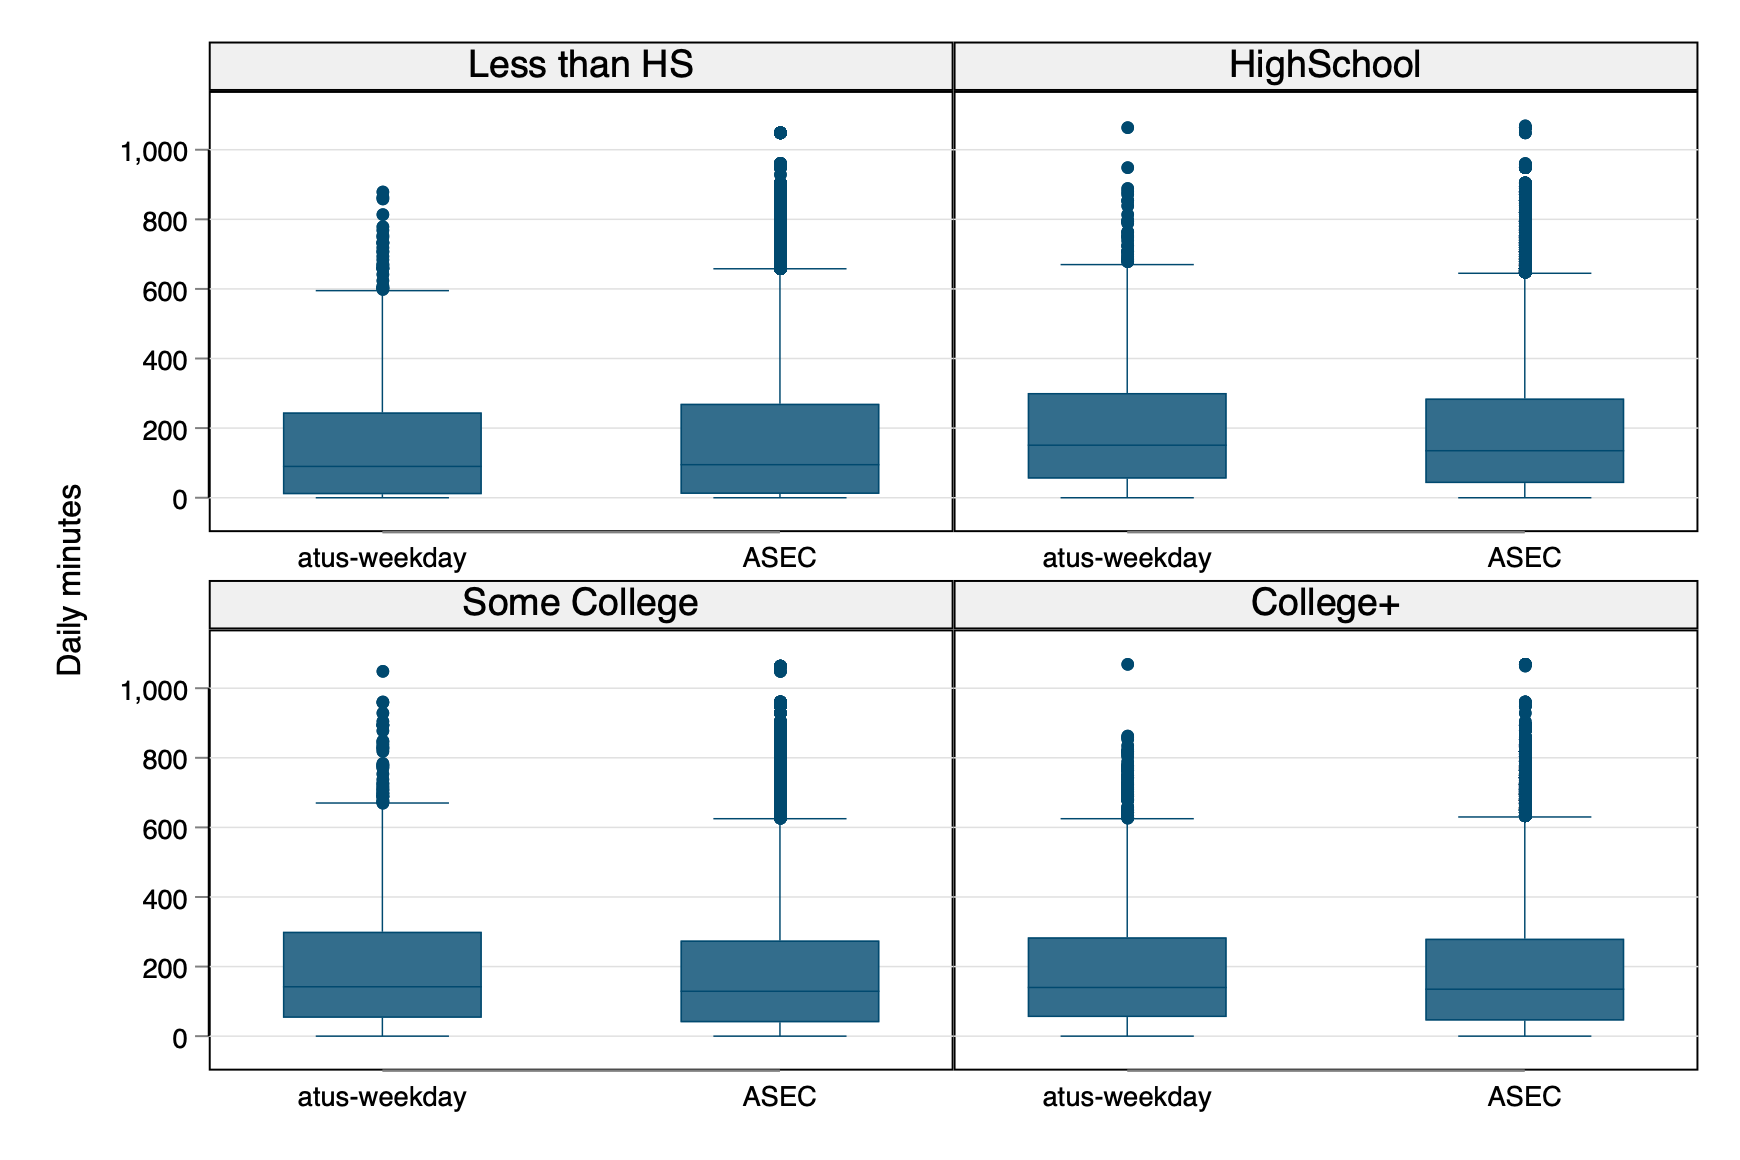 Less than HS
HighSchool
1,000
800
600
400
200
0
atus-weekday
ASEC
atus-weekday
ASEC
Daily minutes
Some College
College+
1,000
800
600
400
200
0
atus-weekday
ASEC
atus-weekday
ASEC